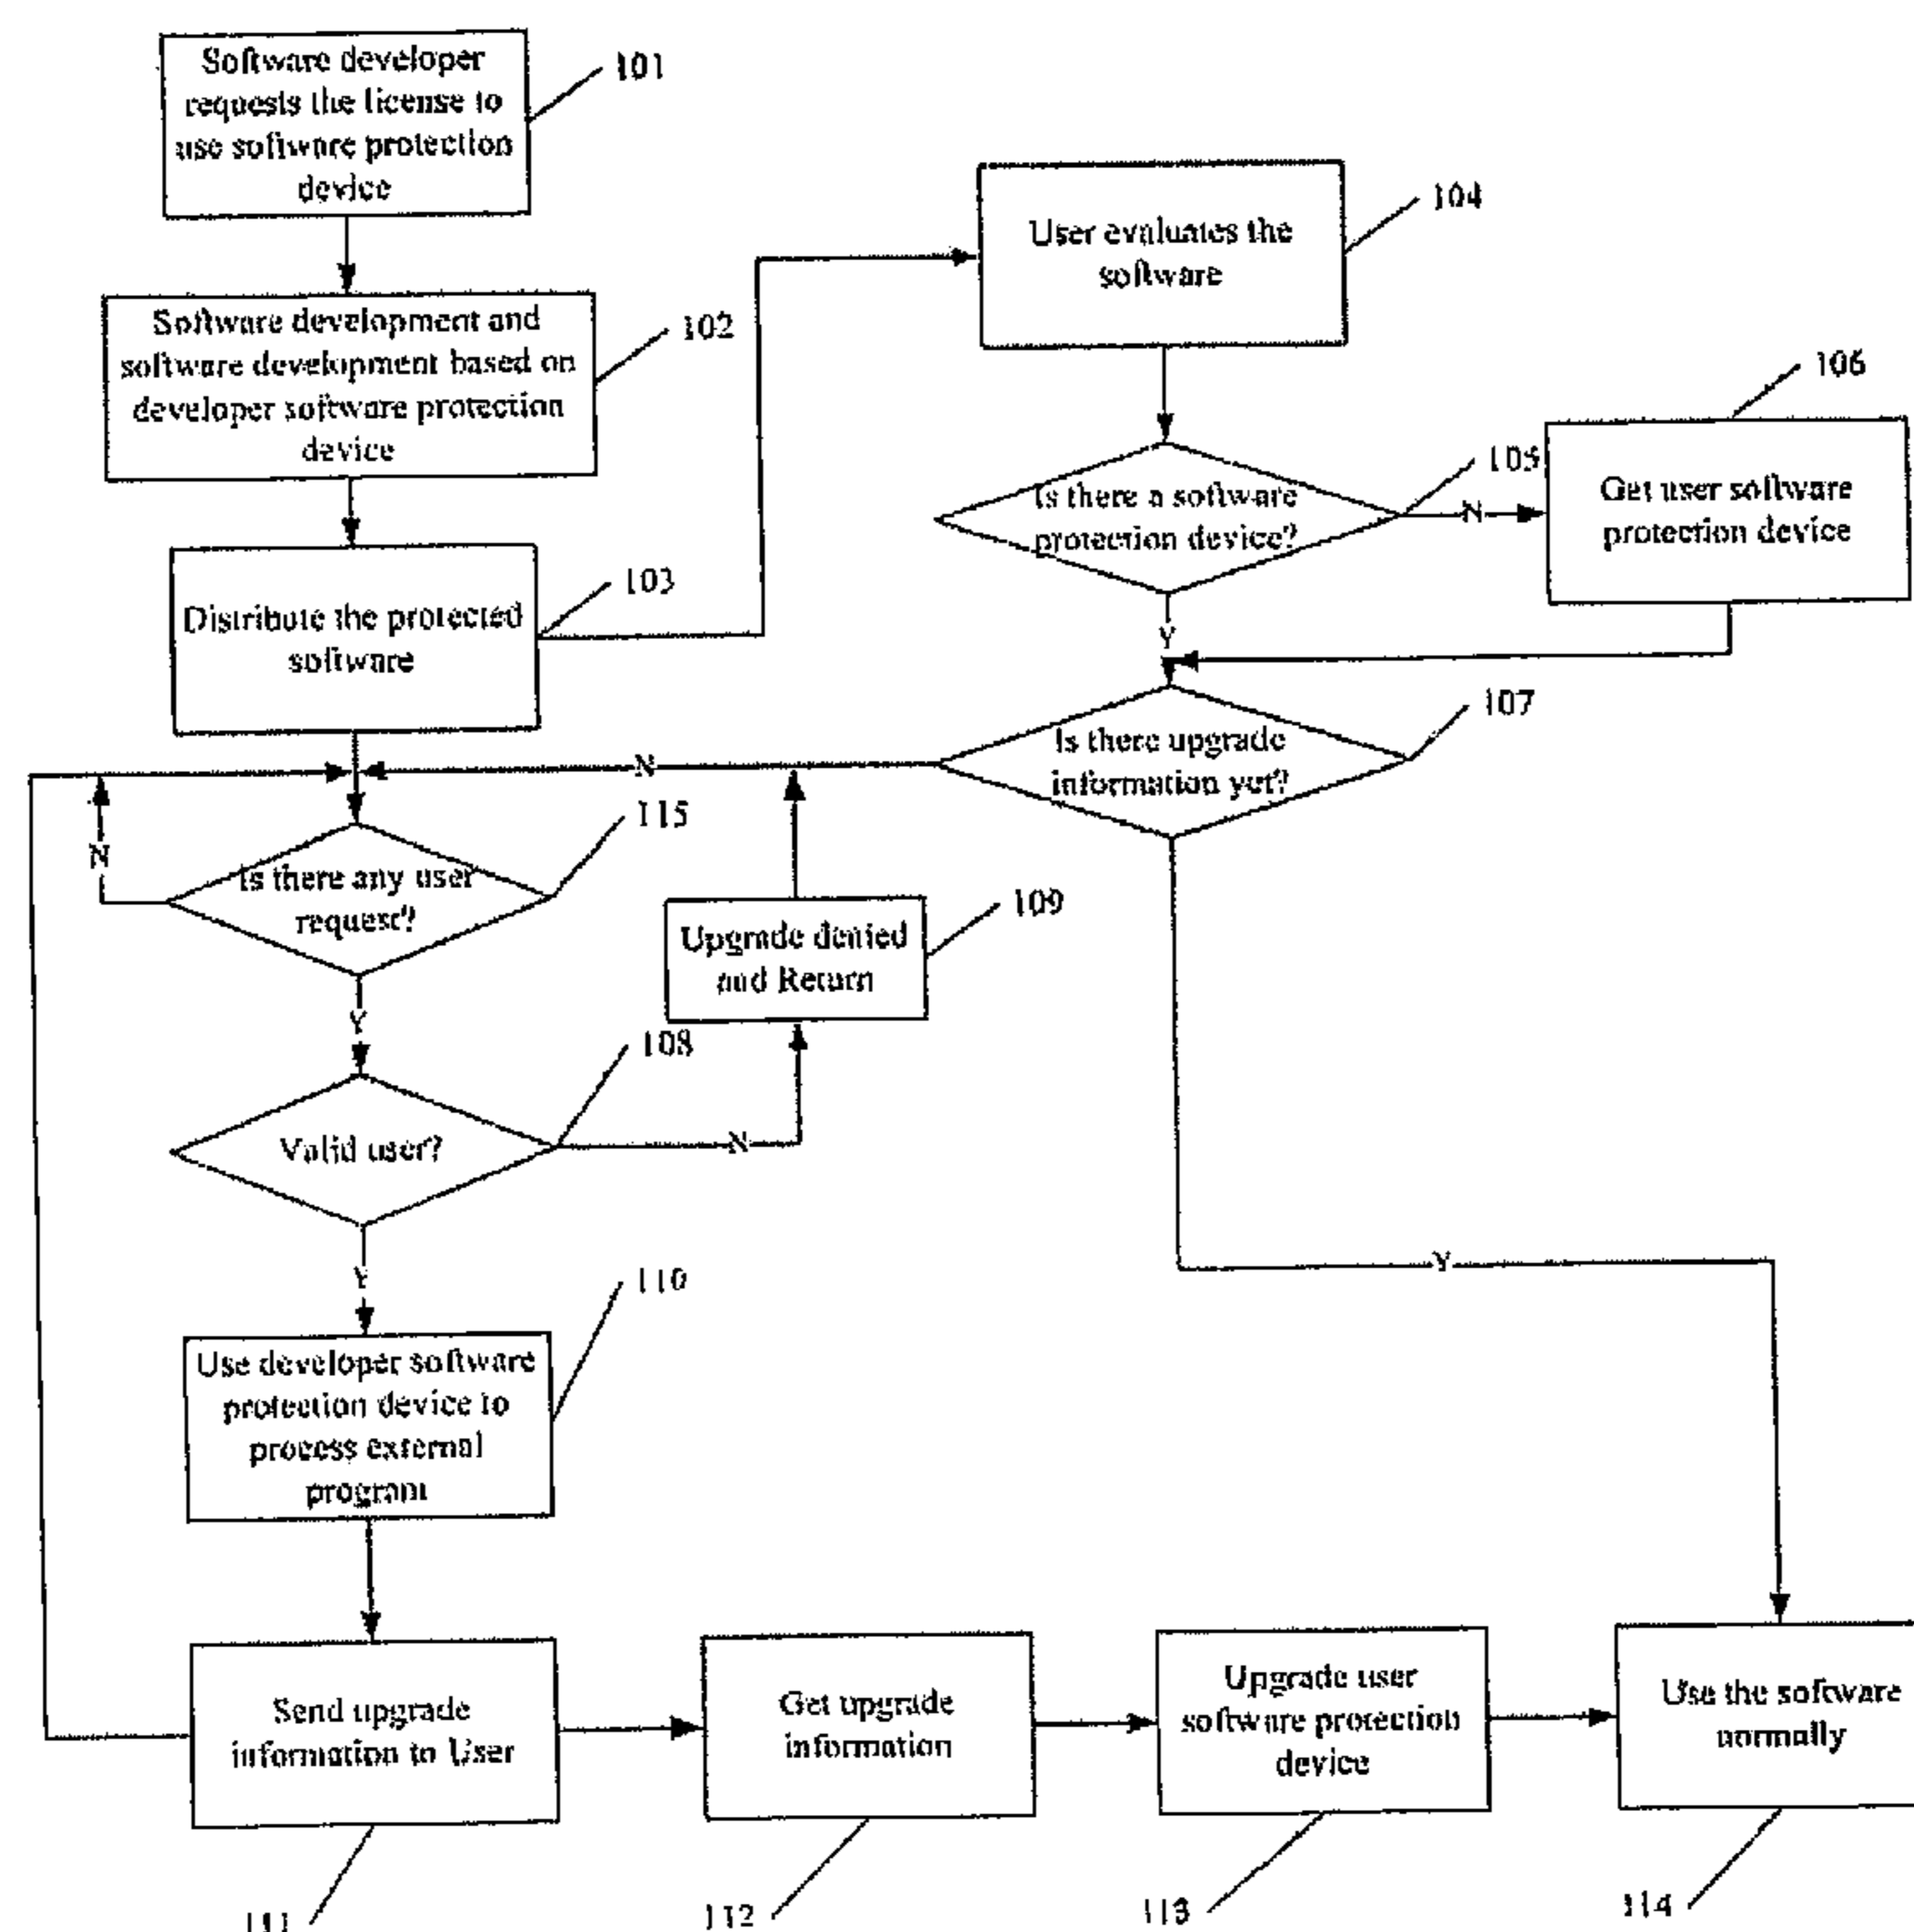 Software developer
requests the license to
use software protection
device
101
Software development and
software development based on
developer software protection
device
102
Distribute the protected
software
103
User evaluates the
software
104
Is there a software
protection device?
105
N
Y
Get user software
protection device
106
Is there upgrade
information yet?
107
N
Y
Is there any user
request?
115
N
Y
Upgrade denied
and Return
109
Valid user?
108
N
Y
Use developer software
protection device to
process external
program
110
Send upgrade
information to User
111
Get upgrade
information
112
Upgrade user
software protection
device
113
Use the software
normally
114